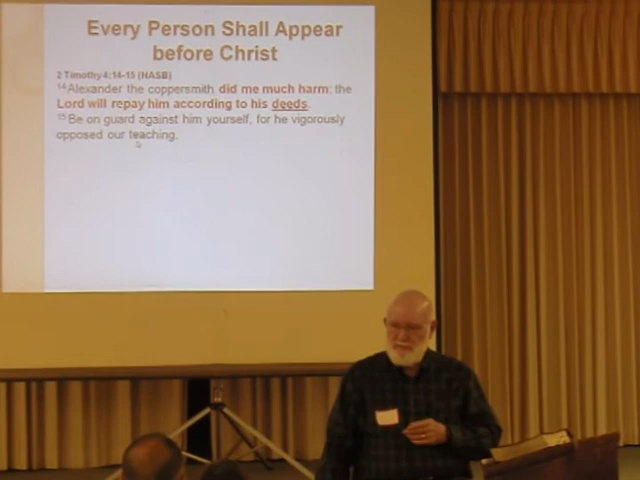 Every Person Shall Appear
before Christ
2 Timothy 4:14-15 (NASB)
14 Alexander the coppersmith did me much harm; the
Lord will repay him according to his deeds.
15 Be on guard against him yourself, for he vigorously
opposed our teaching.